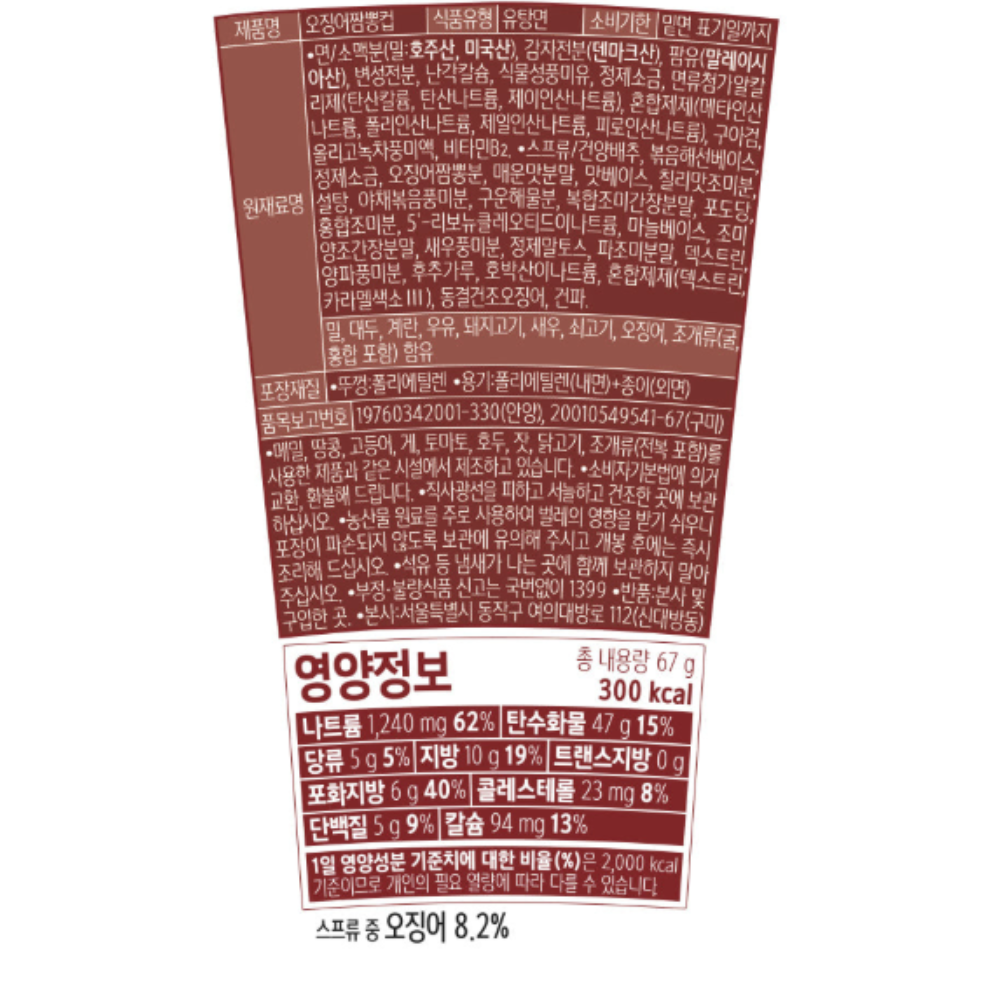 제품명 오징어짬뽕컵 식품유형 유탕면 소비기한 밑면 표기일까지
원재료명
•면/소맥분(밀:호주산, 미국산), 감자전분(덴마크산), 팜유(말레이시
아산), 변성전분, 난각칼슘, 식물성풍미유, 정제소금, 면류첨가알칼
리제(탄산칼륨, 탄산나트륨, 제이인산나트륨), 혼합제제(메타인산
나트륨, 폴리인산나트륨, 제일인산나트륨, 피로인산나트륨), 구아검,
올리고녹차풍미액, 비타민B2. •스프류/건양배추, 볶음해선베이스,
정제소금, 오징어짬뽕분, 매운맛분말, 맛베이스, 칠리맛조미분,
설탕, 야채볶음풍미분, 구운해물분, 복합조미간장분말, 포도당,
홍합조미분, 5'-리보뉴클레오티드이나트륨, 마늘베이스, 조미
양조간장분말, 새우풍미분, 정제말토스, 파조미분말, 덱스트린,
양파풍미분, 후추가루, 호박산이나트륨, 혼합제제(덱스트린,
카라멜색소III), 동결건조오징어, 건파.
밀, 대두, 계란, 우유, 돼지고기, 새우, 쇠고기, 오징어, 조개류(굴,
홍합 포함) 함유
포장재질 •뚜껑:폴리에틸렌 •용기:폴리에틸렌(내면)+종이(외면)
품목보고번호 19760342001-330(안양), 20010549541-67(구미)
•메밀, 땅콩, 고등어, 게, 토마토, 호두, 잣, 닭고기, 조개류(전복 포함)를
사용한 제품과 같은 시설에서 제조하고 있습니다. •소비자기본법에 의거
교환, 환불해 드립니다. •직사광선을 피하고 서늘하고 건조한 곳에 보관
하십시오. •농산물 원료를 주로 사용하여 벌레의 영향을 받기 쉬우니
포장이 파손되지 않도록 보관에 유의해 주시고 개봉 후에는 즉시
조리해 드십시오. •석유 등 냄새가 나는 곳에 함께 보관하지 말아
주십시오. •부정·불량식품 신고는 국번없이 1399 •반품:본사 및
구입한 곳. •본사:서울특별시 동작구 여의대방로 112(신대방동)
영양정보 총 내용량 67 g
300 kcal
나트륨 1,240 mg 62% 탄수화물 47 g 15%
당류 5 g 5% 지방 10 g 19% 트랜스지방 0 g
포화지방 6 g 40% 콜레스테롤 23 mg 8%
단백질 5 g 9% 칼슘 94 mg 13%
1일 영양성분 기준치에 대한 비율(%)은 2,000 kcal
기준이므로 개인의 필요 열량에 따라 다를 수 있습니다.
스프류 중 오징어 8.2%